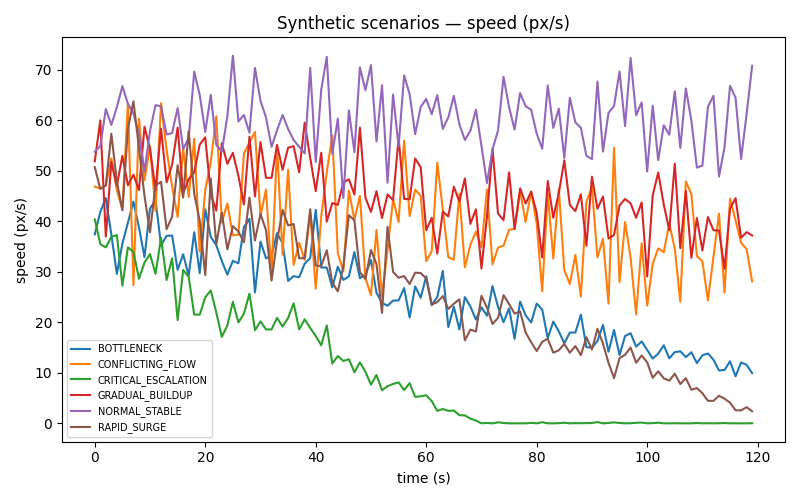 Synthetic scenarios — speed (px/s)
speed (px/s)
70
60
50
40
30
20
10
0
BOTTLENECK
CONFLICTING_FLOW
CRITICAL_ESCALATION
GRADUAL_BUILDUP
NORMAL_STABLE
RAPID_SURGE
0 20 40 60 80 100 120
time (s)